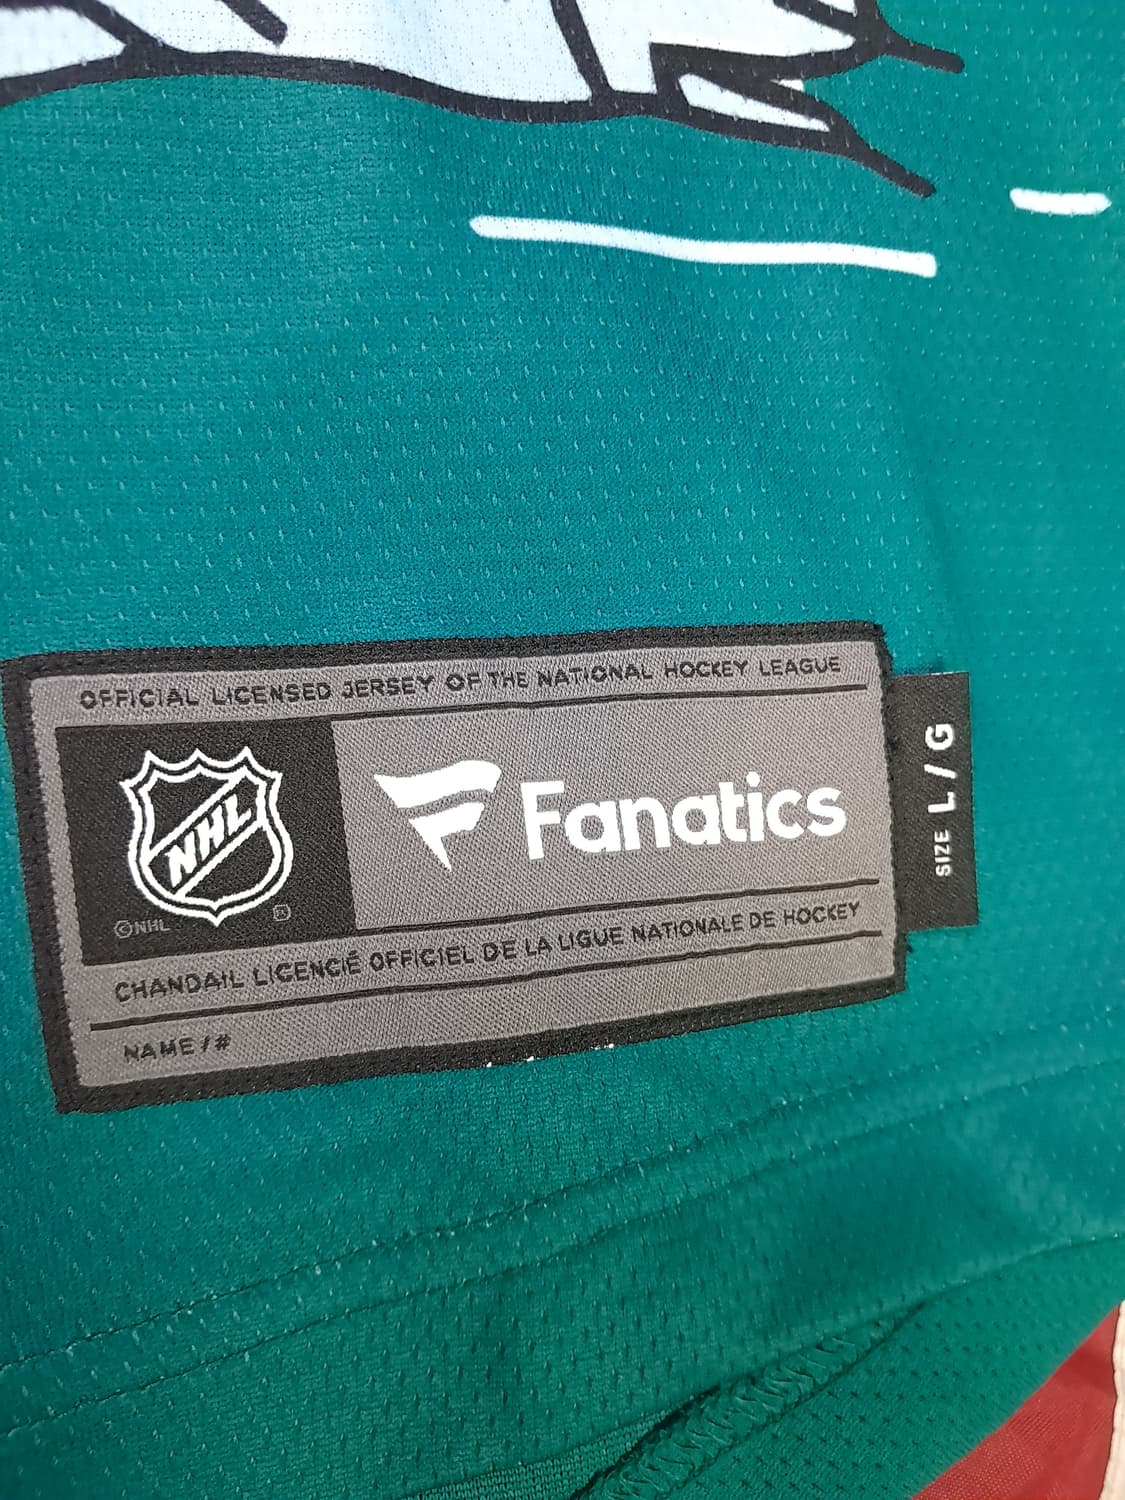 OFFICIAL LICENSED JERSEY OF THE NATIONAL HOCKEY LEAGUE
NHL
Fanatics
©NHL
CHANDAIL LICENCIÉ OFFICIEL DE LA LIGUE NATIONALE DE HOCKEY
NAME / #
SIZE L / G